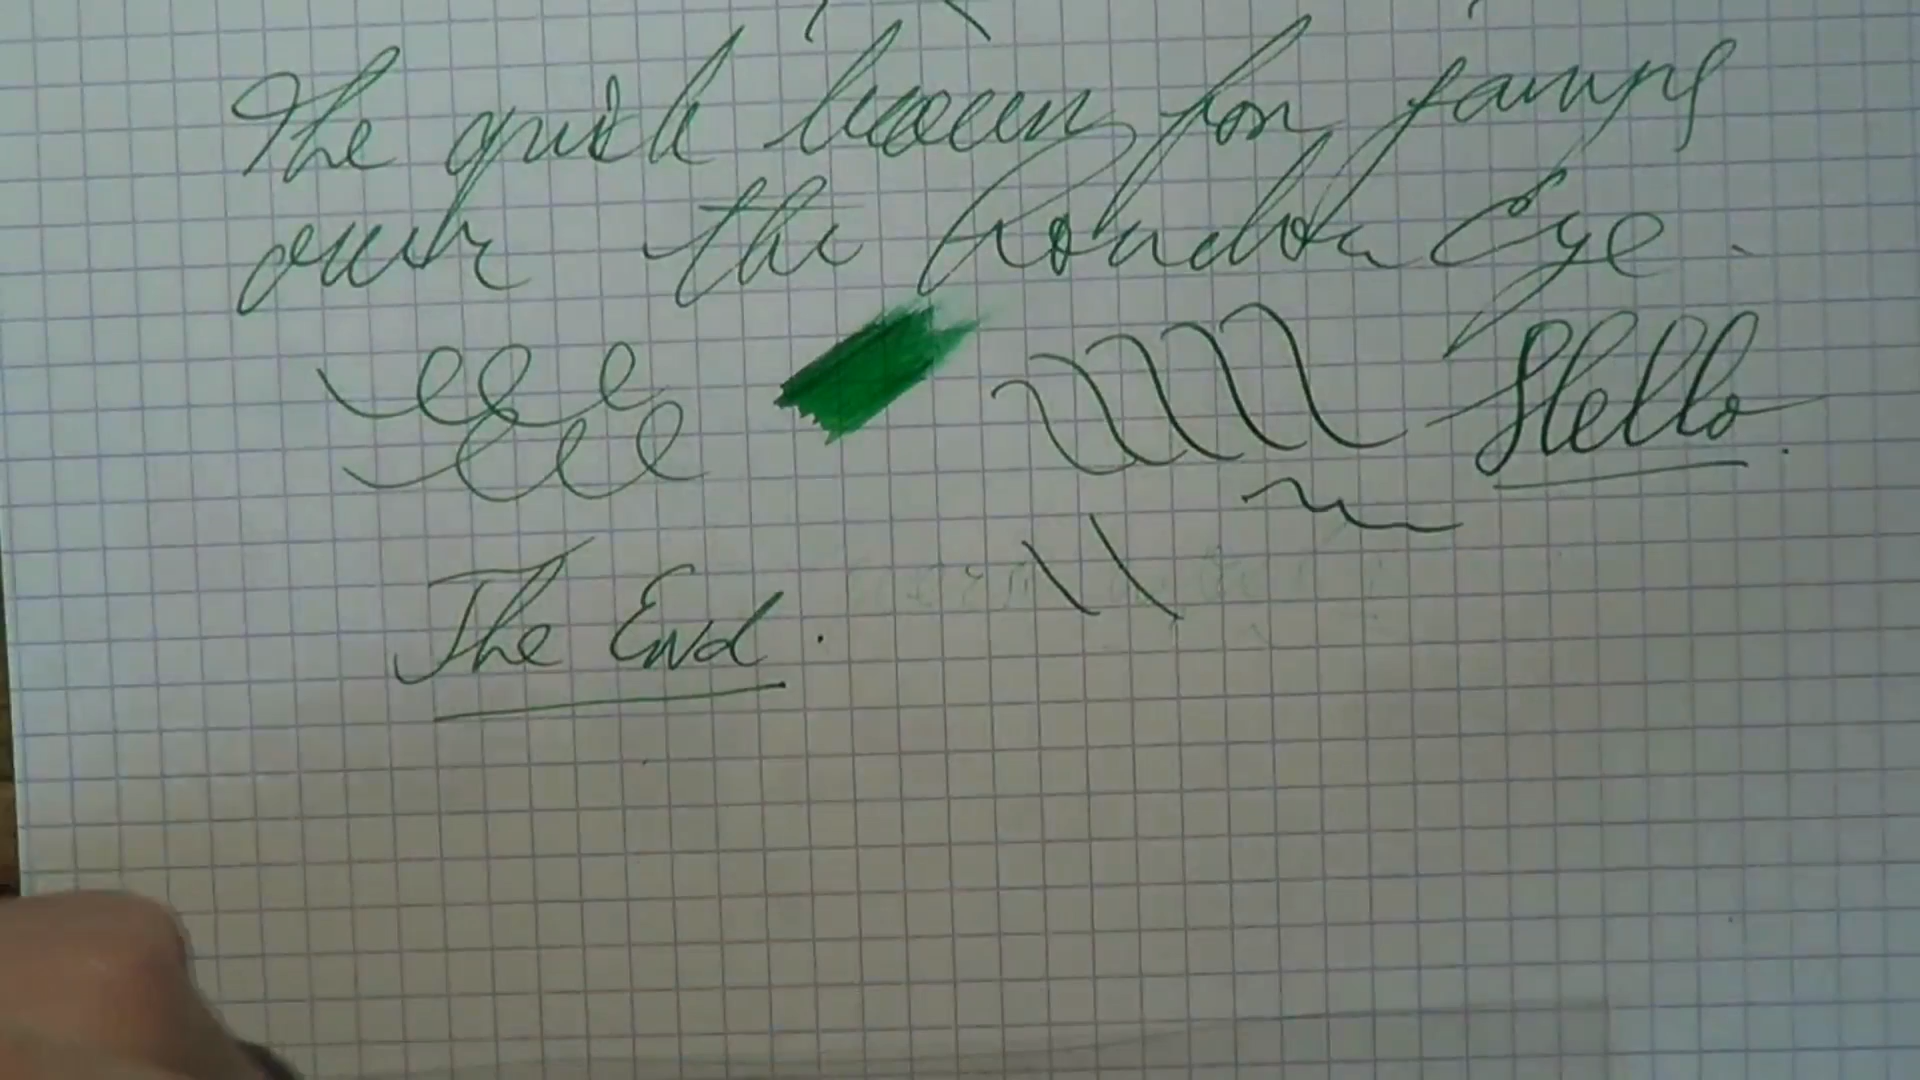 The quick brown fox jumps
over the London Eye.
Hello.
The End.